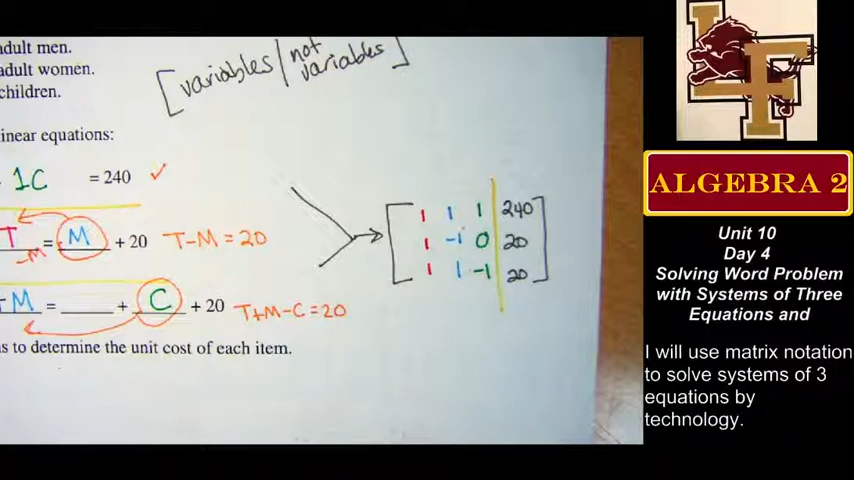 adult men.
adult women.
children.
[variables | not variables]
inear equations:
1C = 240 ✓
T = M + 20 T-M = 20
-M
+M = ______ + C + 20 T+M-C=20
1 1 1 240
1 -1 0 20
1 1 -1 20
s to determine the unit cost of each item.
LF
ALGEBRA 2
Unit 10
Day 4
Solving Word Problem
with Systems of Three
Equations and
I will use matrix notation
to solve systems of 3
equations by
technology.